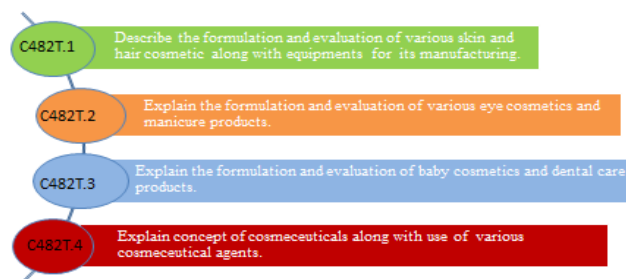 C482T.1
Describe the formulation and evaluation of various skin and
hair cosmetic along with equipments for its manufacturing.
C482T.2
Explain the formulation and evaluation of various eye cosmetics and
manicure products.
C482T.3
Explain the formulation and evaluation of baby cosmetics and dental care
products.
C482T.4
Explain concept of cosmeceuticals along with use of various
cosmeceutical agents.